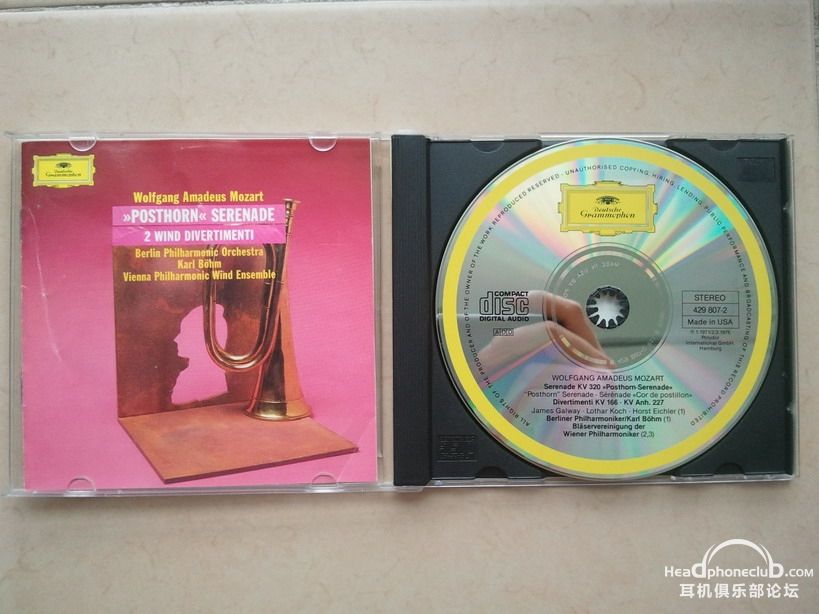 Deutsche
Grammophon
Wolfgang Amadeus Mozart
»POSTHORN« SERENADE
2 WIND DIVERTIMENTI
Berlin Philharmonic Orchestra
Karl Böhm
Vienna Philharmonic Wind Ensemble
ALL RIGHTS OF THE PRODUCER AND OF THE OWNER OF THE WORK REPRODUCED RESERVED · UNAUTHORISED COPYING, HIRING, LENDING, PUBLIC PERFORMANCE AND BROADCASTING OF THIS RECORD PROHIBITED
Deutsche
Grammophon
COMPACT
disc
DIGITAL AUDIO
STEREO
429 807-2
Made in USA
Polydor
International GmbH
Hamburg
WOLFGANG AMADEUS MOZART
Serenade KV 320 »Posthorn-Serenade«
"Posthorn" Serenade · Sérénade «Cor de postillon»
Divertimenti KV 166 · KV Anh. 227
James Galway · Lothar Koch · Horst Eichler (1)
Berliner Philharmoniker/Karl Böhm (1)
Bläservereinigung der
Wiener Philharmoniker (2,3)
Headphoneclub.com
耳机俱乐部论坛